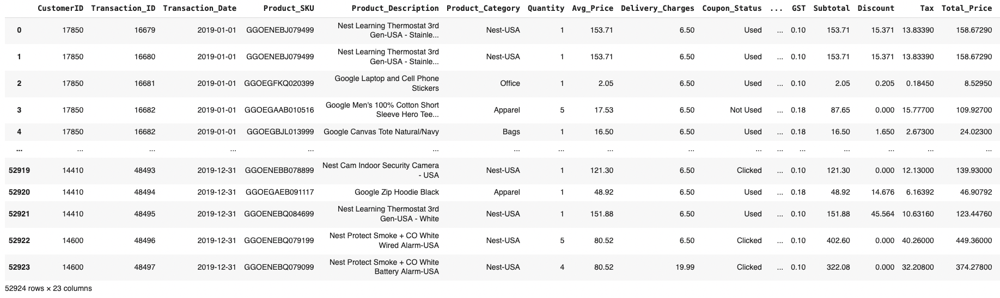 CustomerID Transaction_ID Transaction_Date Product_SKU Product_Description Product_Category Quantity Avg_Price Delivery_Charges Coupon_Status ... GST Subtotal Discount Tax Total_Price
0 17850 16679 2019-01-01 GGOENEBJ079499 Nest Learning Thermostat 3rd Nest-USA 1 153.71 6.50 Used ... 0.10 153.71 15.371 13.83390 158.67290
Gen-USA - Stainle...
1 17850 16680 2019-01-01 GGOENEBJ079499 Nest Learning Thermostat 3rd Nest-USA 1 153.71 6.50 Used ... 0.10 153.71 15.371 13.83390 158.67290
Gen-USA - Stainle...
2 17850 16681 2019-01-01 GGOEGFKQ020399 Google Laptop and Cell Phone Office 1 2.05 6.50 Used ... 0.10 2.05 0.205 0.18450 8.52950
Stickers
3 17850 16682 2019-01-01 GGOEGAAB010516 Google Men's 100% Cotton Short Apparel 5 17.53 6.50 Not Used ... 0.18 87.65 0.000 15.77700 109.92700
Sleeve Hero Tee...
4 17850 16682 2019-01-01 GGOEGBJL013999 Google Canvas Tote Natural/Navy Bags 1 16.50 6.50 Used ... 0.18 16.50 1.650 2.67300 24.02300
... ... ... ... ... ... ... ... ... ... ... ... ... ... ... ... ...
52919 14410 48493 2019-12-31 GGOENEBB078899 Nest Cam Indoor Security Camera Nest-USA 1 121.30 6.50 Clicked ... 0.10 121.30 0.000 12.13000 139.93000
- USA
52920 14410 48494 2019-12-31 GGOEGAEB091117 Google Zip Hoodie Black Apparel 1 48.92 6.50 Used ... 0.18 48.92 14.676 6.16392 46.90792
52921 14410 48495 2019-12-31 GGOENEBQ084699 Nest Learning Thermostat 3rd Nest-USA 1 151.88 6.50 Used ... 0.10 151.88 45.564 10.63160 123.44760
Gen-USA - White
52922 14600 48496 2019-12-31 GGOENEBQ079199 Nest Protect Smoke + CO White Nest-USA 5 80.52 6.50 Clicked ... 0.10 402.60 0.000 40.26000 449.36000
Wired Alarm-USA
52923 14600 48497 2019-12-31 GGOENEBQ079099 Nest Protect Smoke + CO White Nest-USA 4 80.52 19.99 Clicked ... 0.10 322.08 0.000 32.20800 374.27800
Battery Alarm-USA
52924 rows × 23 columns